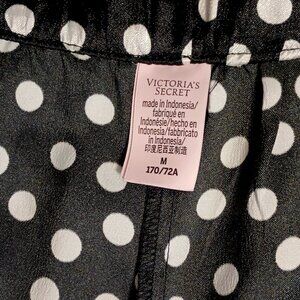 VICTORIA'S
SECRET
made in Indonesia/
fabriqué en
Indonésie/hecho en
Indonesia/fabbricato
in Indonesia/
印度尼西亚制造
M
170/72A